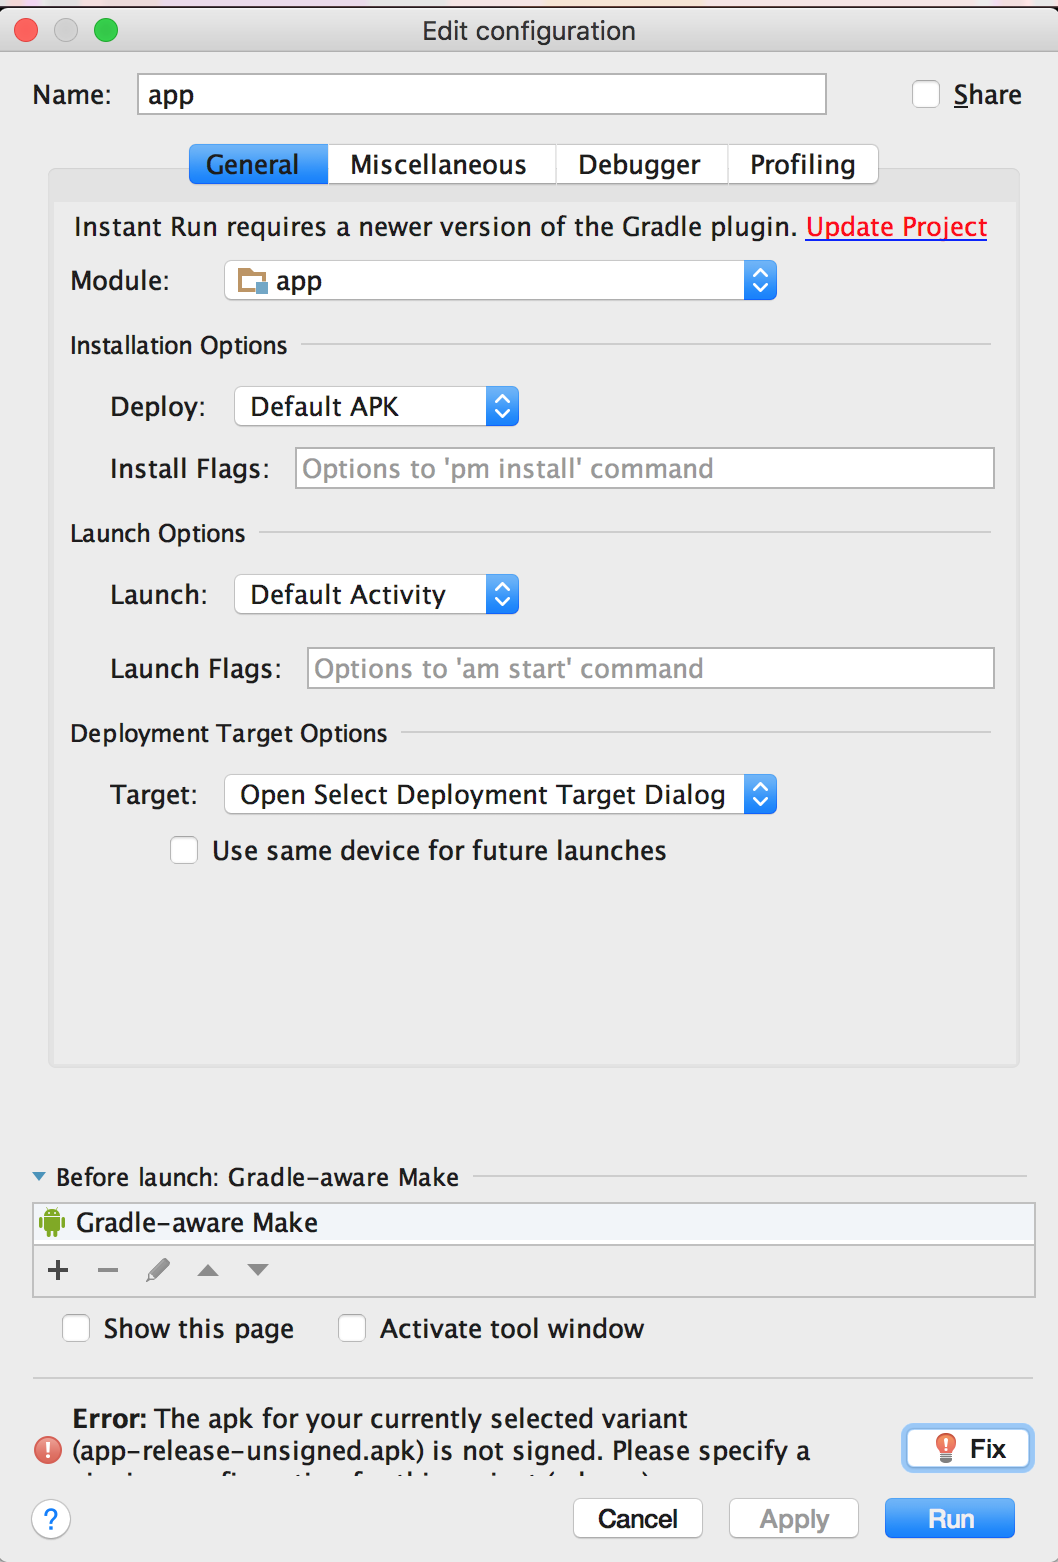 Edit configuration
Name: app Share
General Miscellaneous Debugger Profiling
Instant Run requires a newer version of the Gradle plugin. Update Project
Module: app
Installation Options
Deploy: Default APK
Install Flags: Options to 'pm install' command
Launch Options
Launch: Default Activity
Launch Flags: Options to 'am start' command
Deployment Target Options
Target: Open Select Deployment Target Dialog
Use same device for future launches
Before launch: Gradle-aware Make
Gradle-aware Make
Show this page Activate tool window
Error: The apk for your currently selected variant
(app-release-unsigned.apk) is not signed. Please specify a
Fix
? Cancel Apply Run